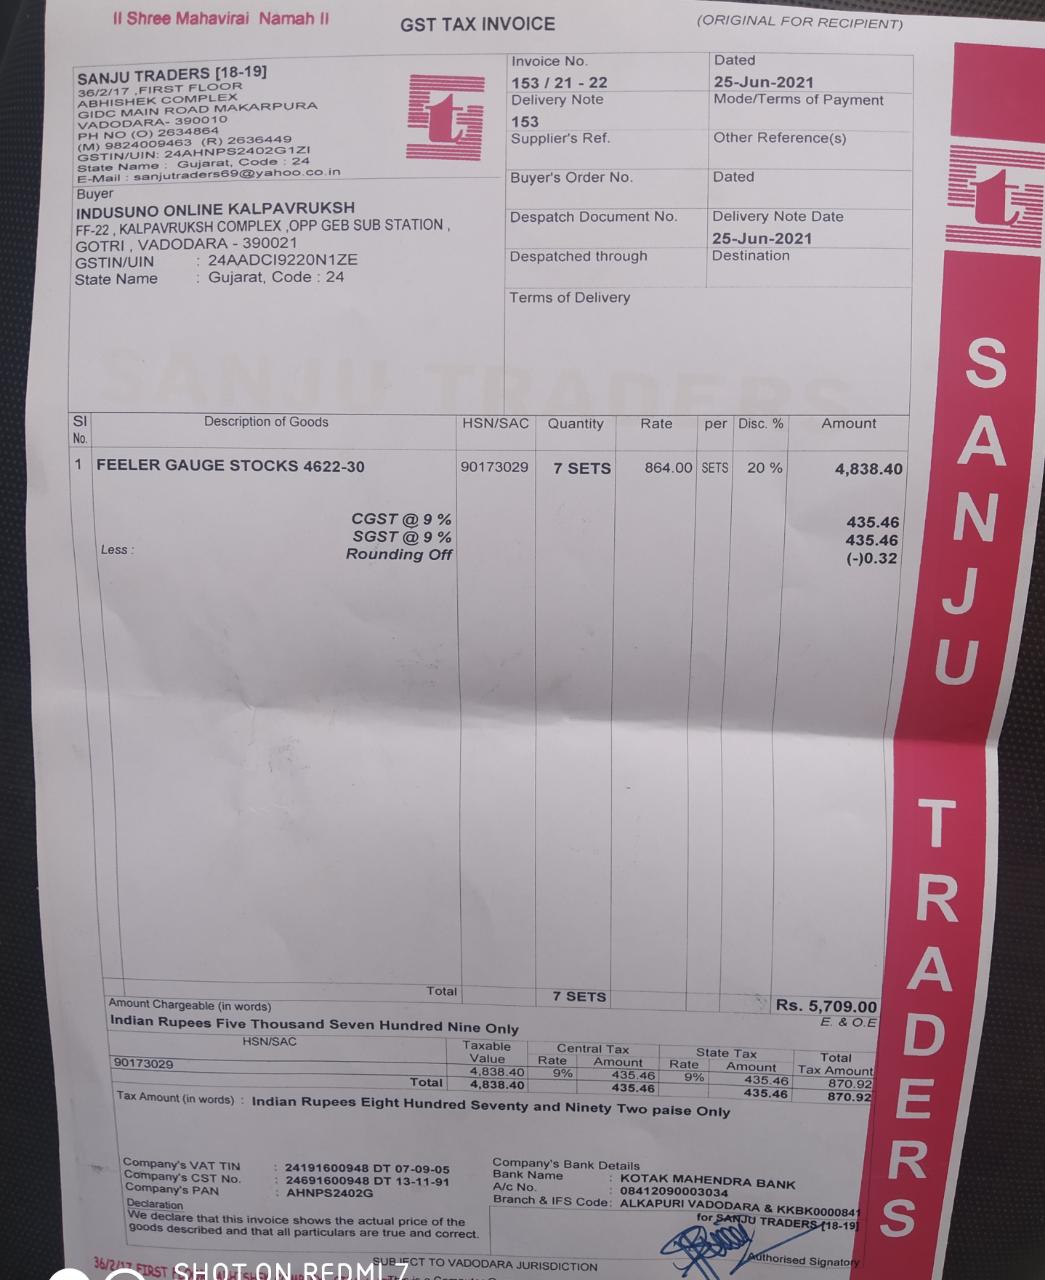 II Shree Mahavirai Namah II
GST TAX INVOICE
(ORIGINAL FOR RECIPIENT)
SANJU TRADERS [18-19]
36/2/17 ,FIRST FLOOR
ABHISHEK COMPLEX
GIDC MAIN ROAD MAKARPURA
VADODARA- 390010
PH NO (O) 2634864
(M) 9824009463 (R) 2636449
GSTIN/UIN: 24AHNPS2402G1ZI
State Name : Gujarat, Code : 24
E-Mail : sanjutraders69@yahoo.co.in
Invoice No.
153 / 21 - 22
Dated
25-Jun-2021
Delivery Note
153
Mode/Terms of Payment
Supplier's Ref.
Other Reference(s)
Buyer
INDUSUNO ONLINE KALPAVRUKSH
FF-22 , KALPAVRUKSH COMPLEX ,OPP GEB SUB STATION ,
GOTRI , VADODARA - 390021
GSTIN/UIN : 24AADCI9220N1ZE
State Name : Gujarat, Code : 24
Buyer's Order No.
Dated
Despatch Document No.
Delivery Note Date
25-Jun-2021
Despatched through
Destination
Terms of Delivery
SANJU TRADERS
SI No. Description of Goods HSN/SAC Quantity Rate per Disc. % Amount
1 FEELER GAUGE STOCKS 4622-30 90173029 7 SETS 864.00 SETS 20 % 4,838.40
CGST @ 9 % 435.46
SGST @ 9 % 435.46
Less : Rounding Off (-)0.32
Total 7 SETS Rs. 5,709.00
Amount Chargeable (in words) E. & O.E
Indian Rupees Five Thousand Seven Hundred Nine Only
HSN/SAC Taxable Value Central Tax State Tax Total Tax Amount
Rate Amount Rate Amount
90173029 4,838.40 9% 435.46 9% 435.46 870.92
Total 4,838.40 435.46 435.46 870.92
Tax Amount (in words) : Indian Rupees Eight Hundred Seventy and Ninety Two paise Only
Company's VAT TIN : 24191600948 DT 07-09-05
Company's CST No. : 24691600948 DT 13-11-91
Company's PAN : AHNPS2402G
Declaration
We declare that this invoice shows the actual price of the
goods described and that all particulars are true and correct.
Company's Bank Details
Bank Name : KOTAK MAHENDRA BANK
A/c No. : 08412090003034
Branch & IFS Code: ALKAPURI VADODARA & KKBK0000841
for SANJU TRADERS [18-19]
Authorised Signatory
SUBJECT TO VADODARA JURISDICTION
36/2/17 FIRST
SHOT ON REDMI 7
SANJU TRADERS